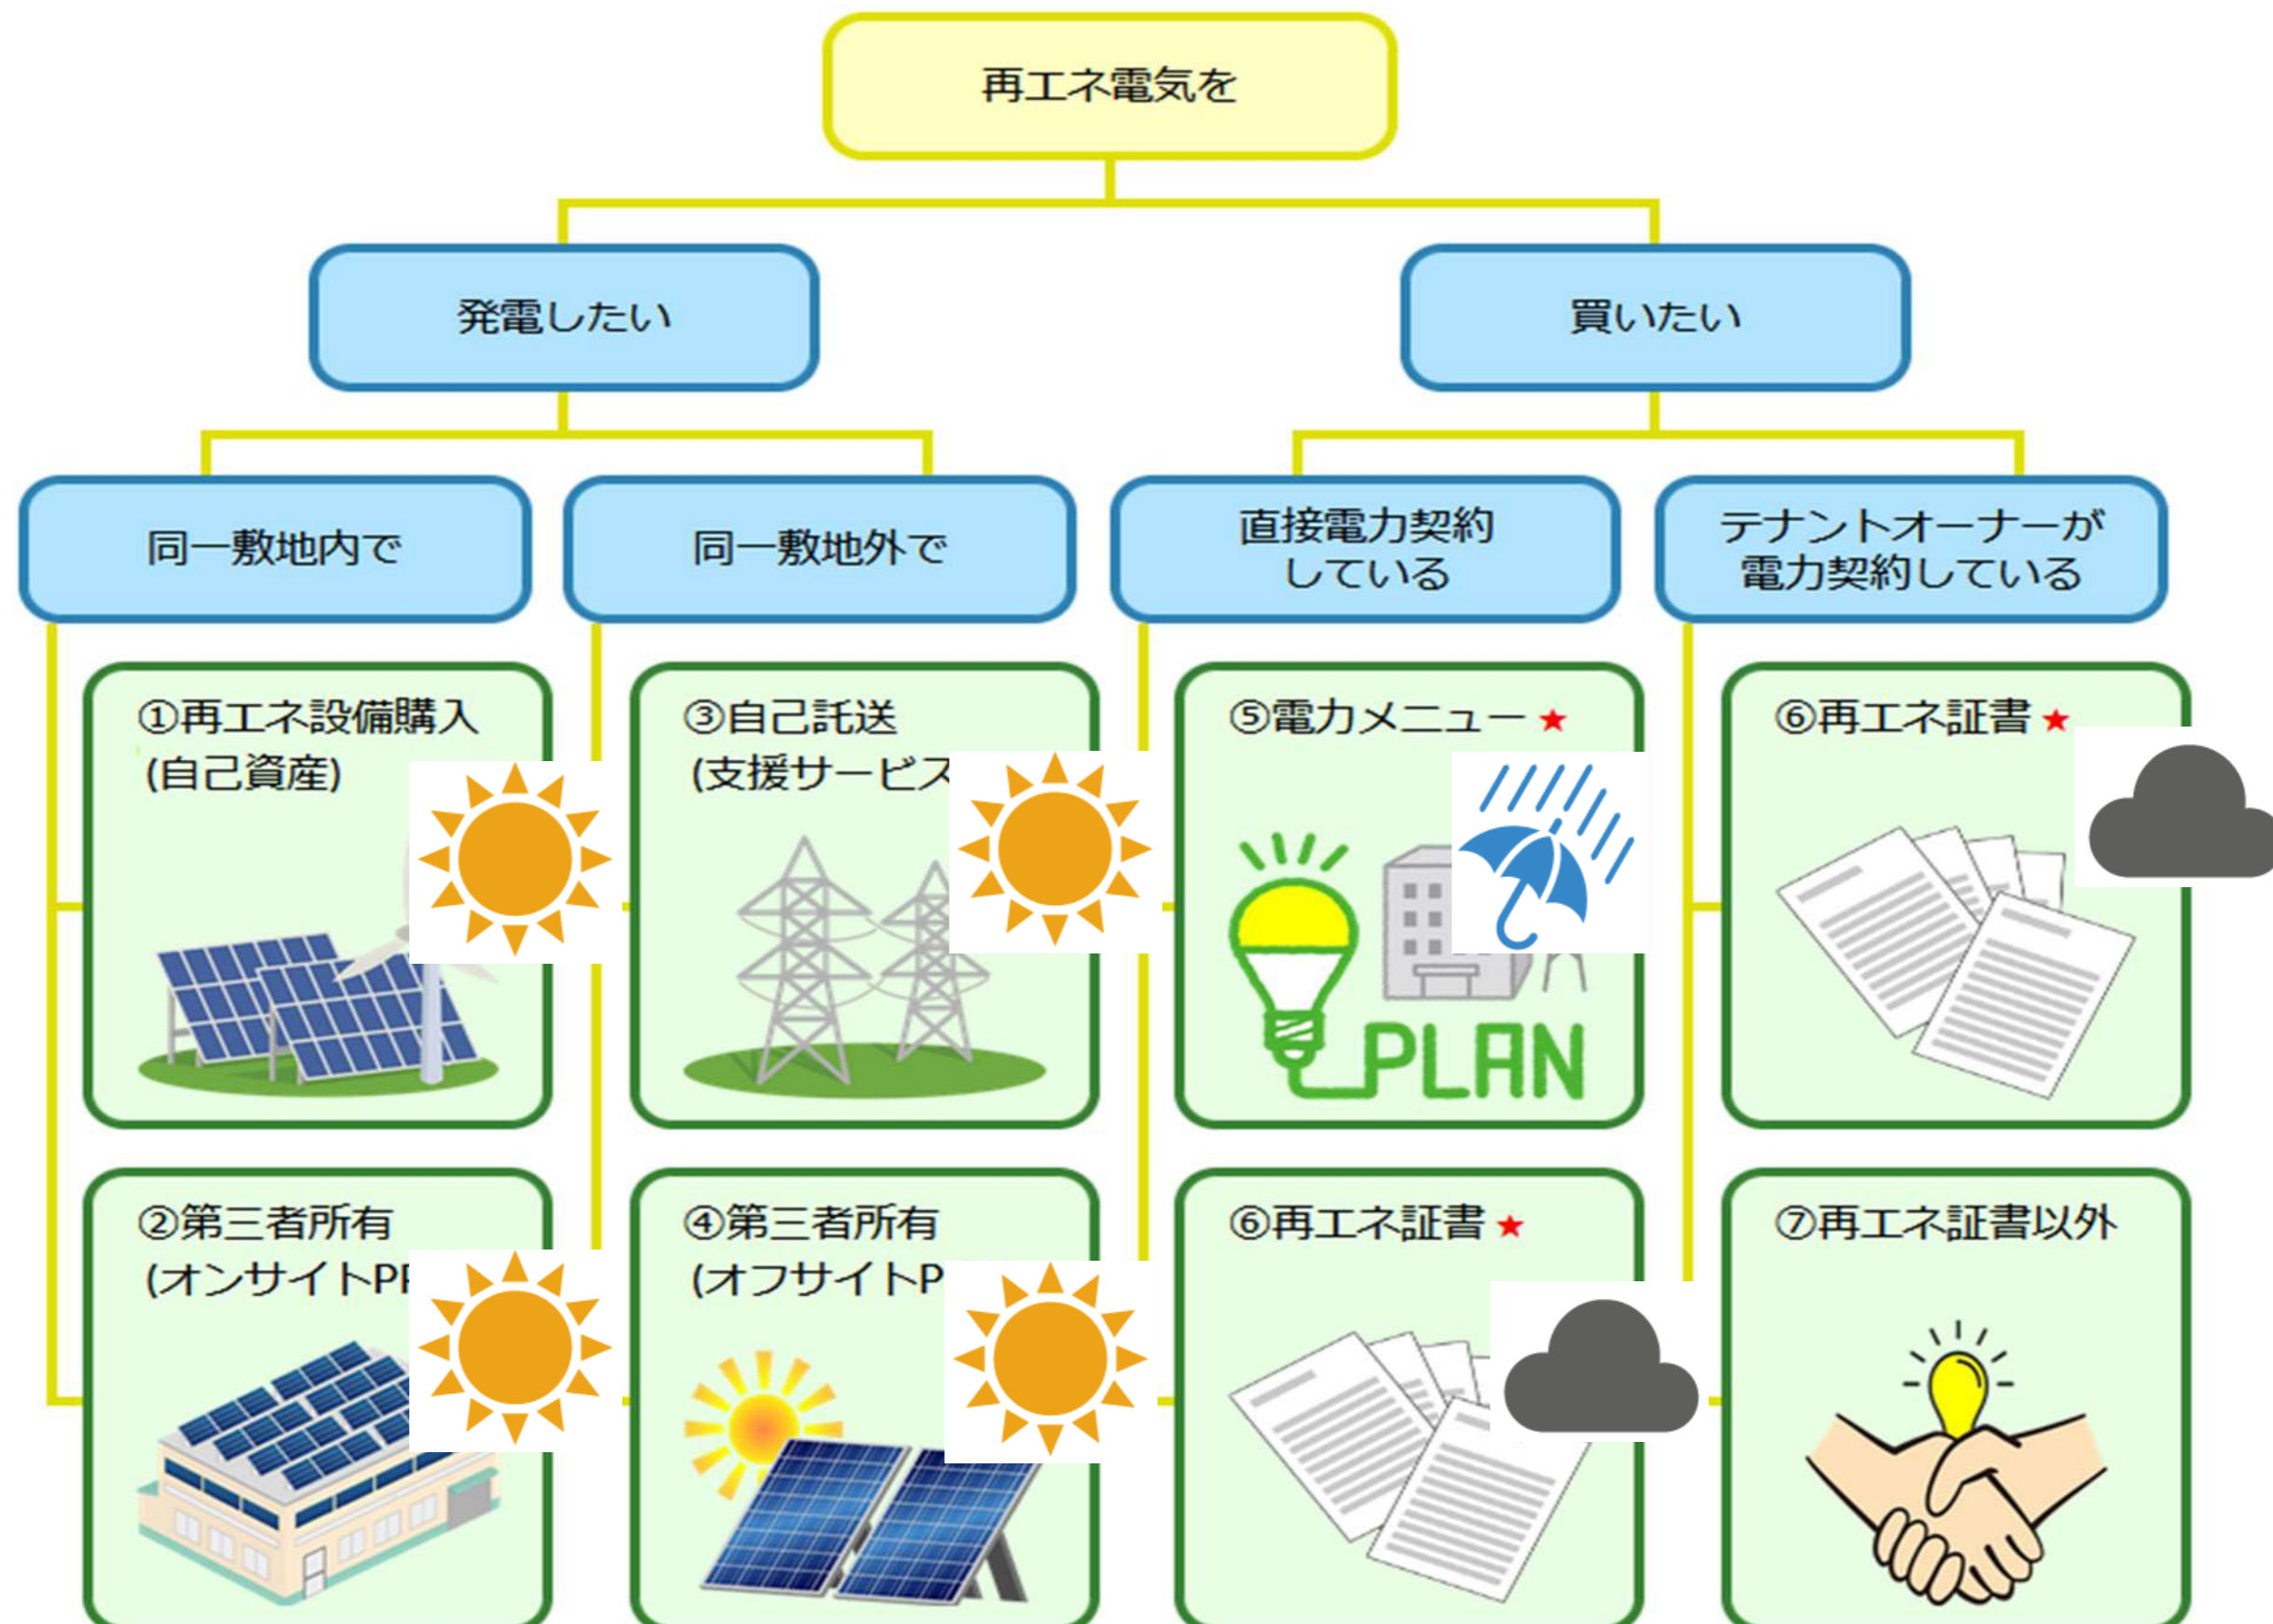 再エネ電気を
発電したい
買いたい
同一敷地内で
同一敷地外で
直接電力契約
している
テナントオーナーが
電力契約している
①再エネ設備購入
(自己資産)
③自己託送
(支援サービス
⑤電力メニュー★
⑥再エネ証書★
PLAN
②第三者所有
(オンサイトP
④第三者所有
(オフサイトP
⑥再エネ証書★
⑦再エネ証書以外